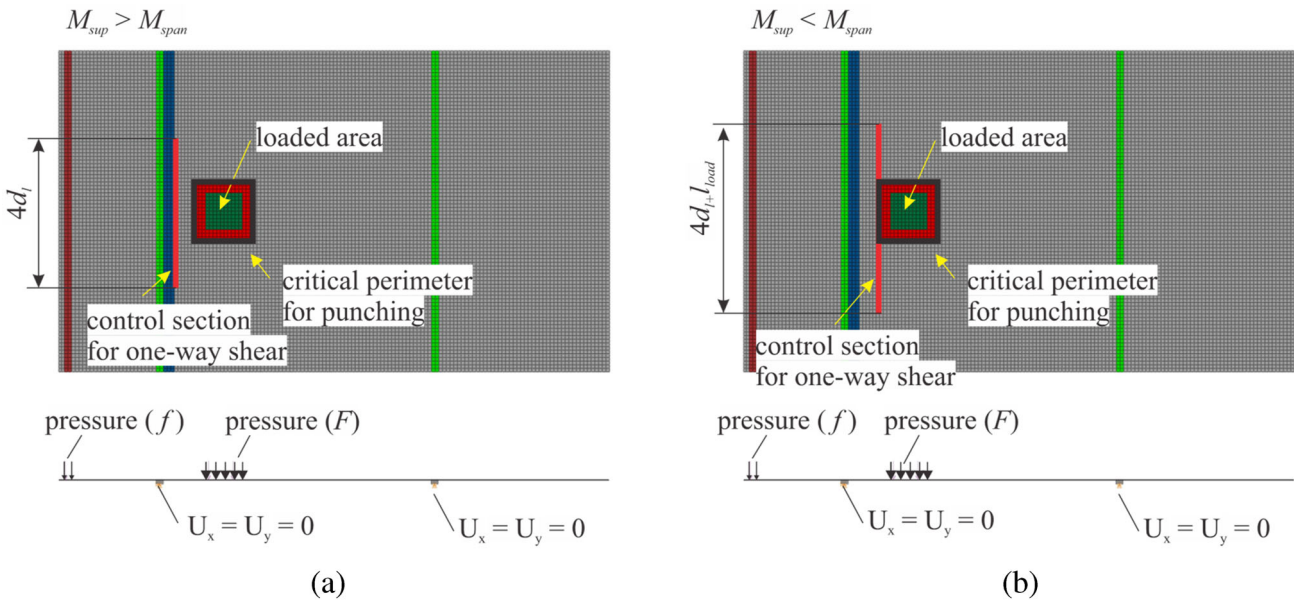 M_sup > M_span
loaded area
4d_l
critical perimeter
for punching
control section
for one-way shear
pressure (f)
pressure (F)
U_x = U_y = 0
U_x = U_y = 0
(a)
M_sup < M_span
loaded area
4d_l+l_load
critical perimeter
for punching
control section
for one-way shear
pressure (f)
pressure (F)
U_x = U_y = 0
U_x = U_y = 0
(b)